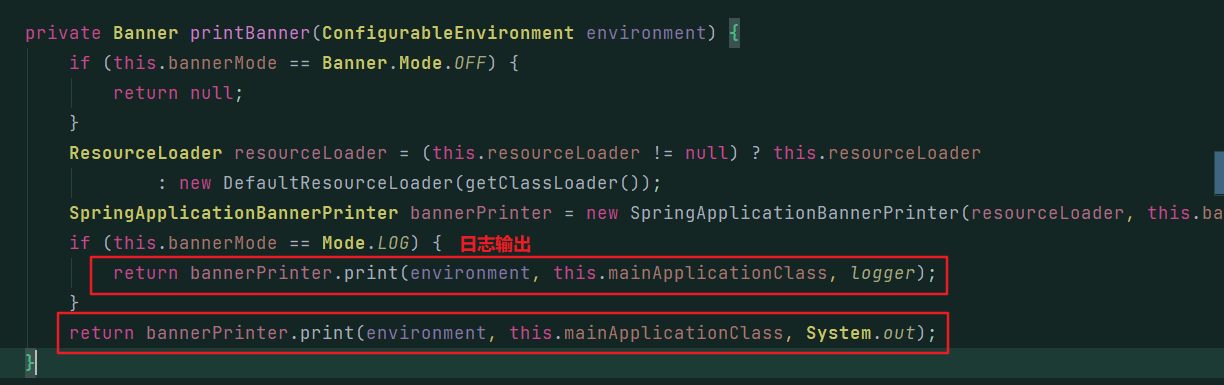 private Banner printBanner(ConfigurableEnvironment environment) {
if (this.bannerMode == Banner.Mode.OFF) {
return null;
}
ResourceLoader resourceLoader = (this.resourceLoader != null) ? this.resourceLoader
: new DefaultResourceLoader(getClassLoader());
SpringApplicationBannerPrinter bannerPrinter = new SpringApplicationBannerPrinter(resourceLoader, this.ba
if (this.bannerMode == Mode.LOG) { 日志输出
return bannerPrinter.print(environment, this.mainApplicationClass, logger);
}
return bannerPrinter.print(environment, this.mainApplicationClass, System.out);
}